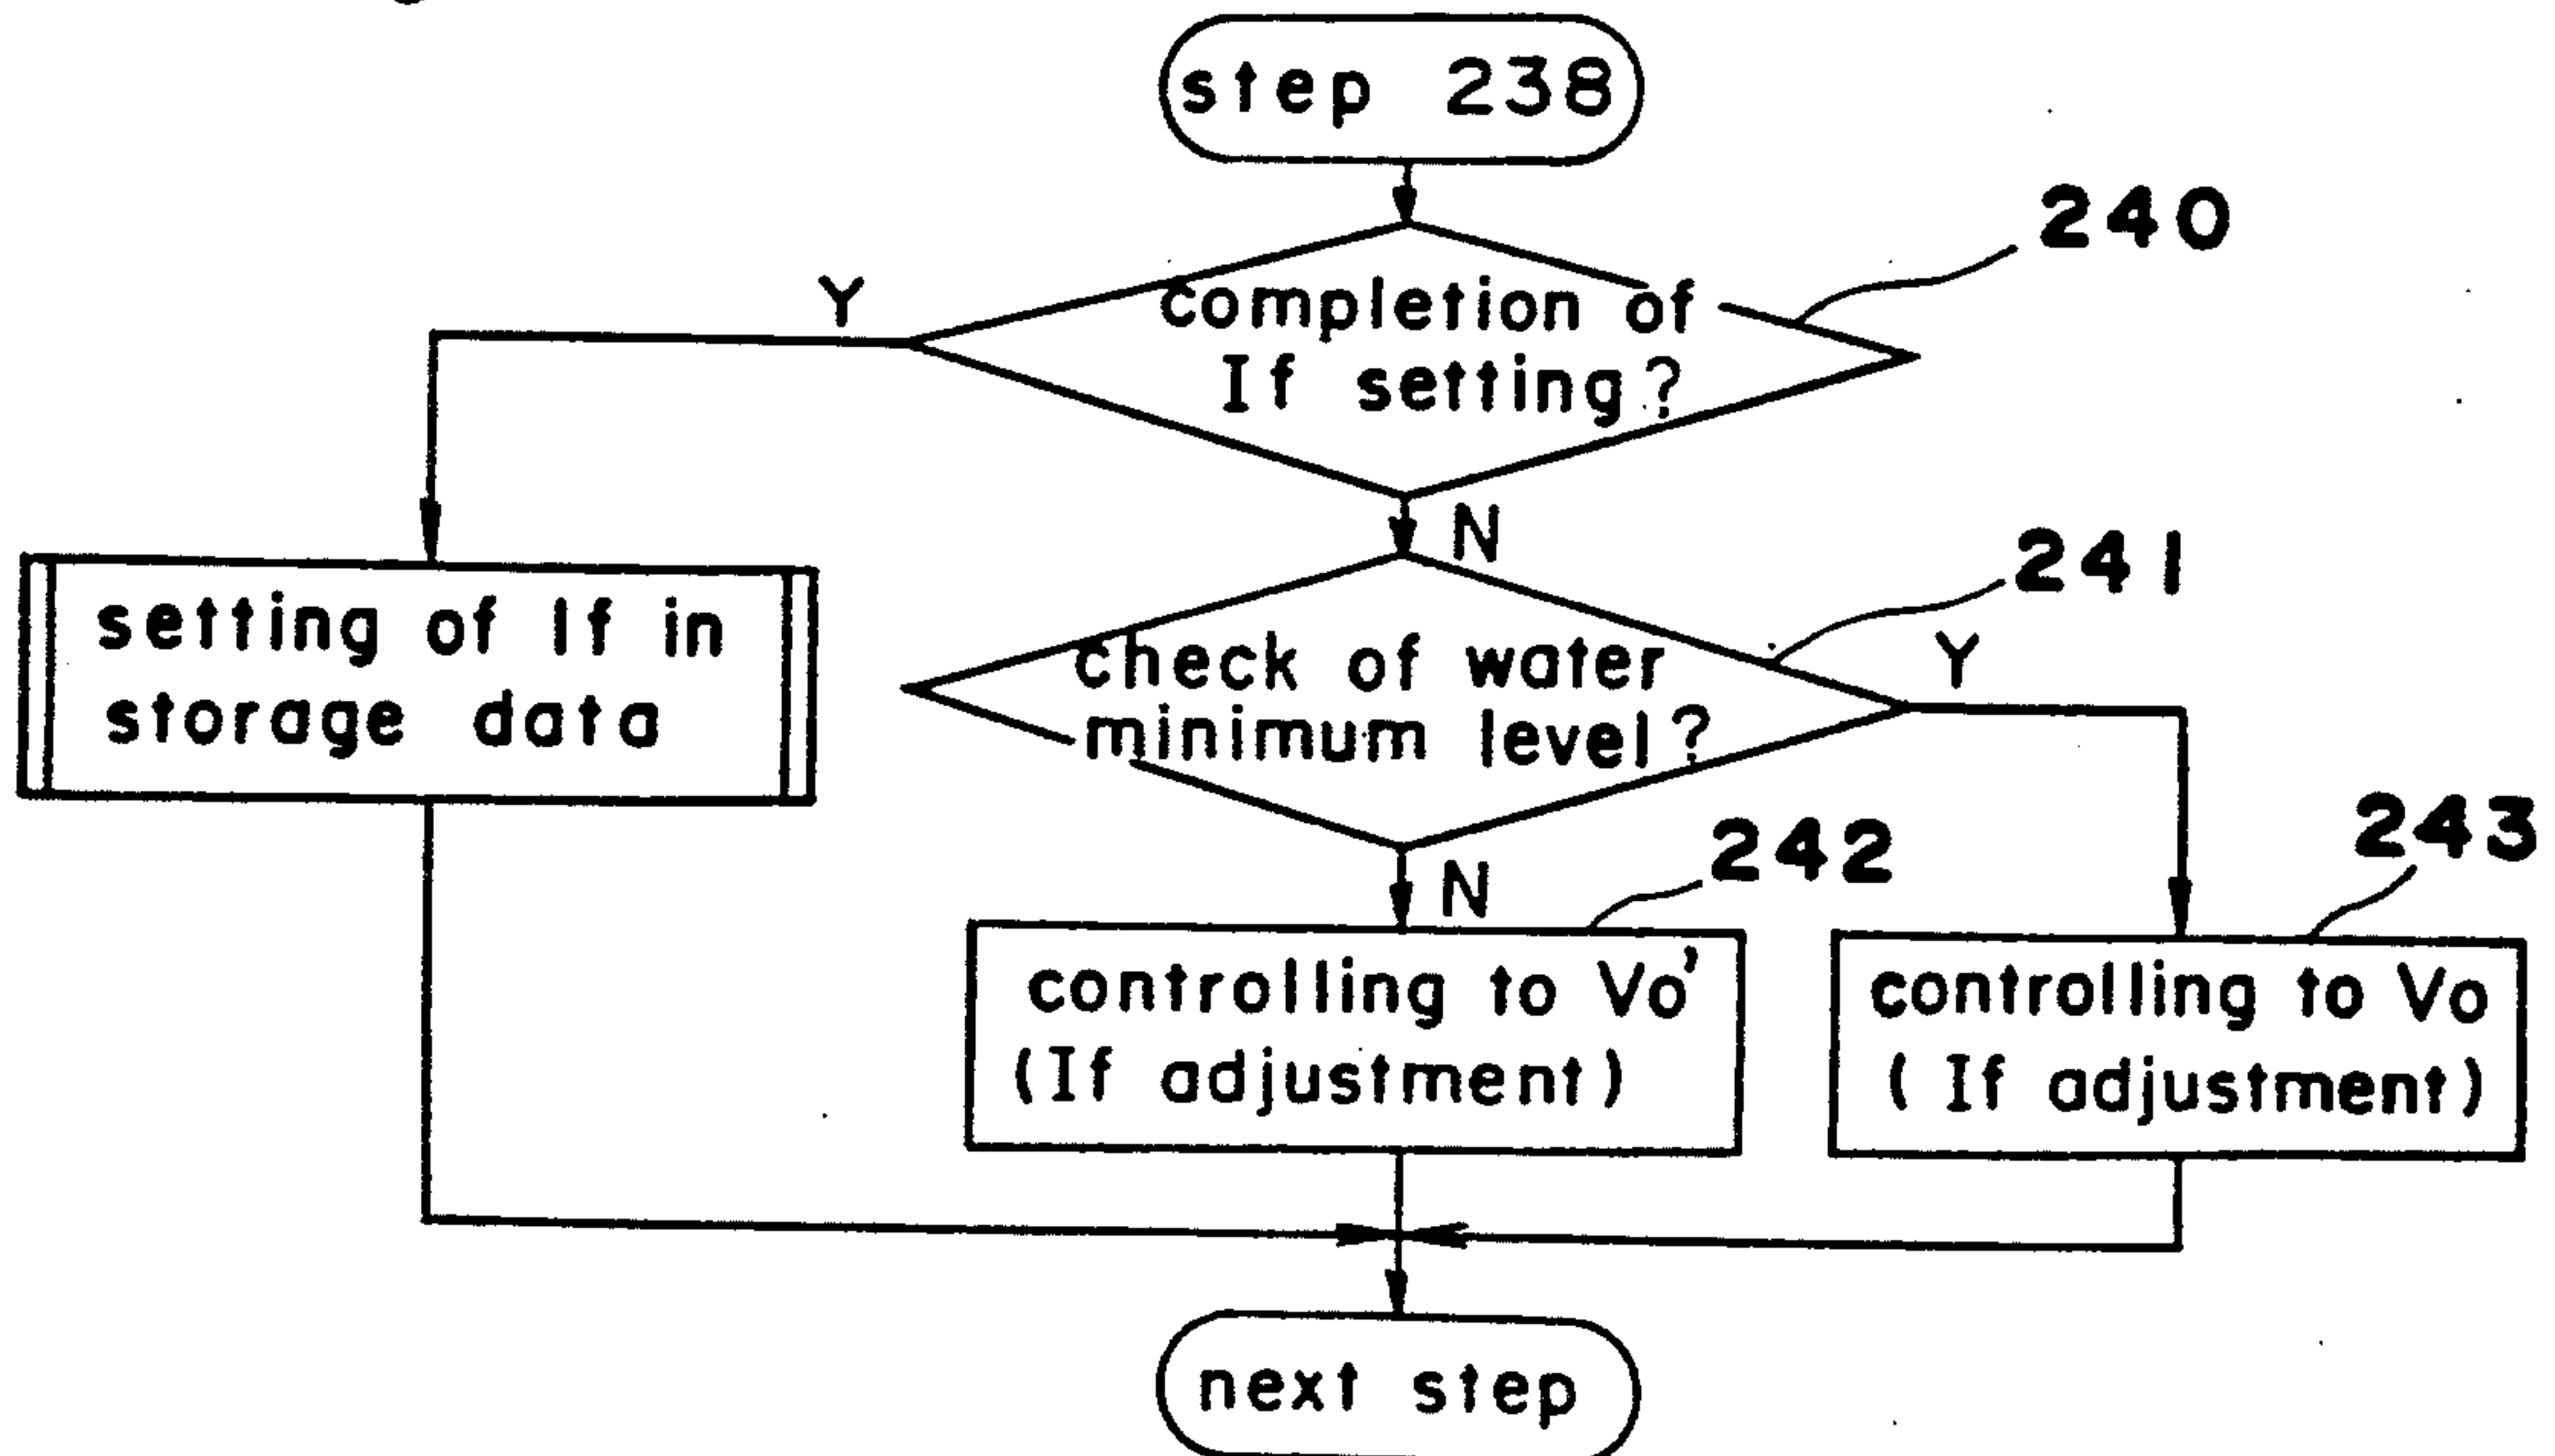 step 238
240
Y
completion of
If setting?
N
241
setting of If in
storage data
check of water
minimum level?
Y
N
242
243
controlling to Vo'
(If adjustment)
controlling to Vo
( If adjustment)
next step